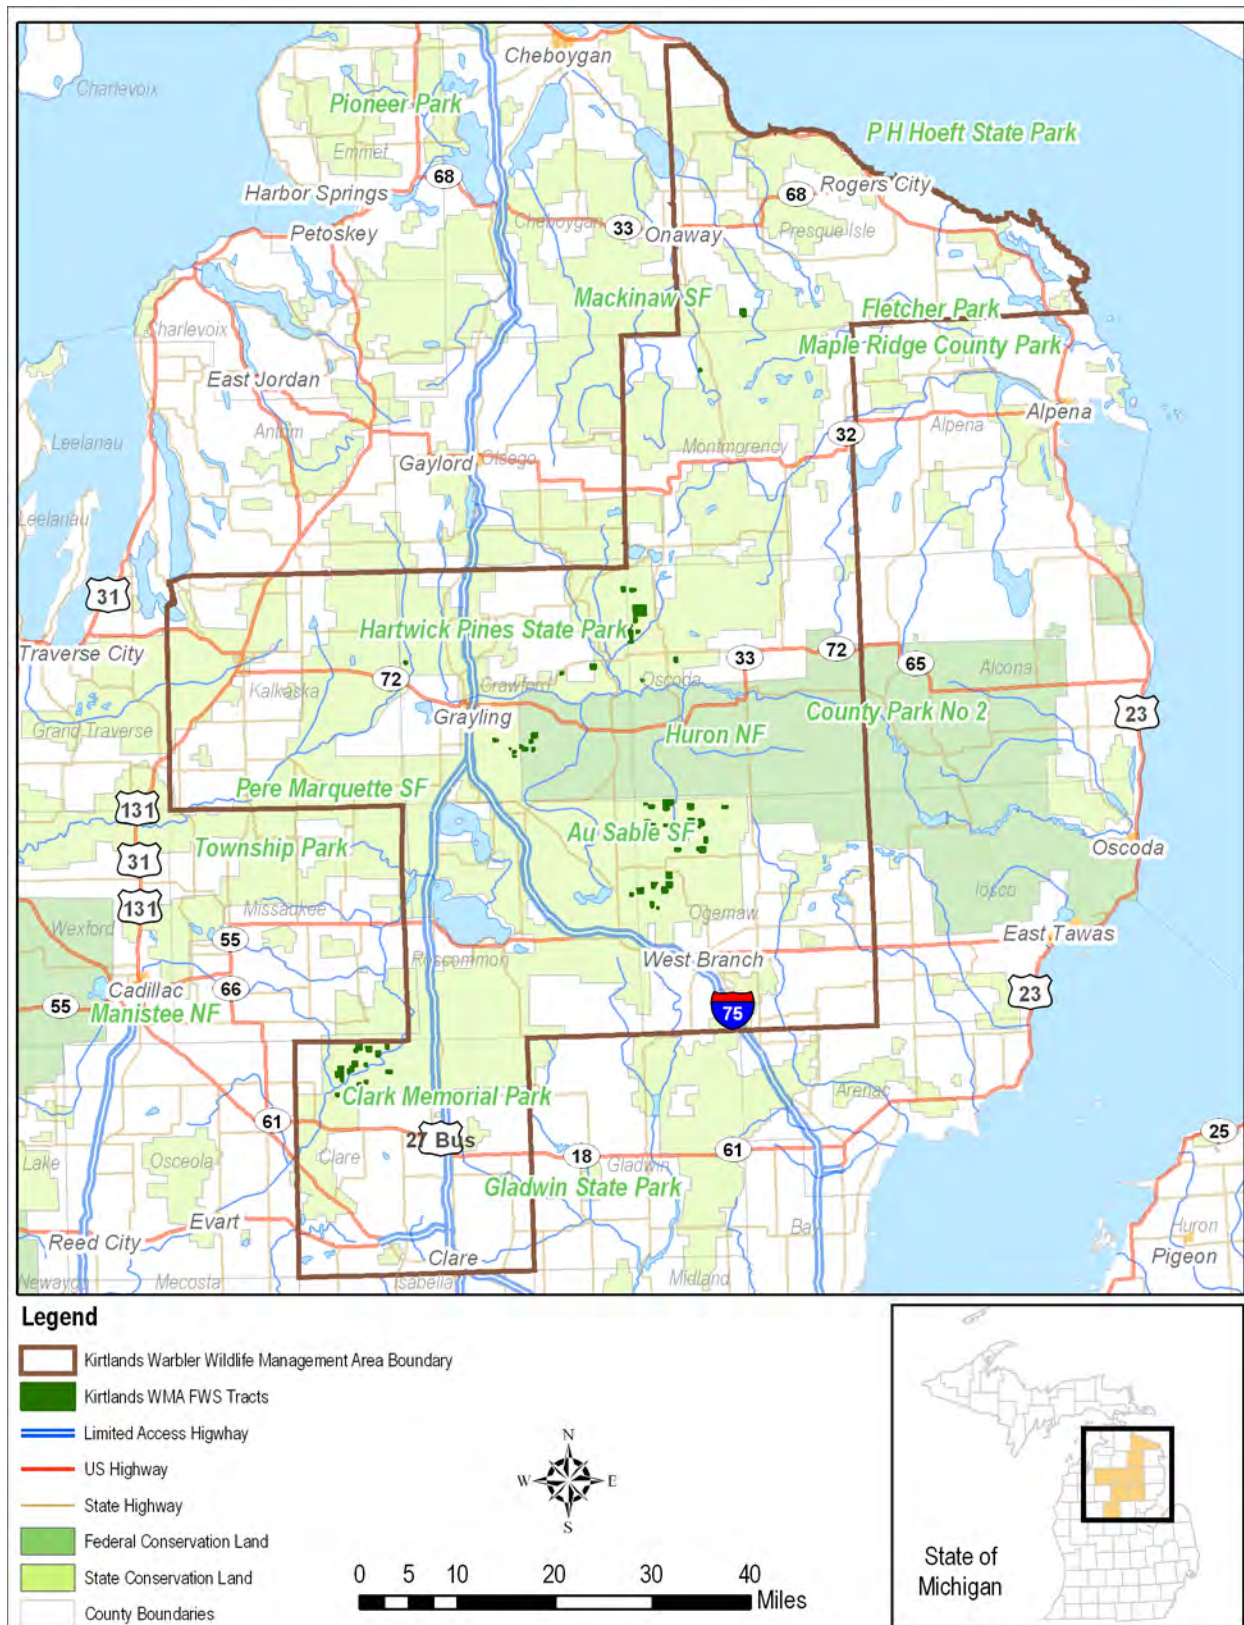 Cheboygan
Charlevoix
Pioneer Park
P H Hoeft State Park
Emmet
68
Harbor Springs
68
Rogers City
33
Cheboygan
Onaway
Presque Isle
Petoskey
Mackinaw SF
Fletcher Park
Charlevoix
Maple Ridge County Park
East Jordan
Alpena
Antrim
32
Alpena
Leelanau
Montmorency
Gaylord
Otsego
Leelanau
31
Hartwick Pines State Park
Traverse City
33
72
65
Alcona
Kalkaska
72
Crawford
Oscoda
Grayling
County Park No 2
23
Grand Traverse
Huron NF
Pere Marquette SF
131
Au Sable SF
Township Park
Oscoda
31
Iosco
131
Missaukee
Ogemaw
Wexford
55
East Tawas
Roscommon
West Branch
Cadillac
66
23
55
Manistee NF
75
Clark Memorial Park
Arenac
61
27 Bus
25
Lake
Osceola
Clare
18
Gladwin
61
Gladwin State Park
Evart
Bay
Huron
Reed City
Clare
Pigeon
Newaygo
Mecosta
Isabella
Midland
Legend
Kirtlands Warbler Wildlife Management Area Boundary
Kirtlands WMA FWS Tracts
Limited Access Higwhay
US Highway
State Highway
Federal Conservation Land
State Conservation Land
County Boundaries
N
W E
S
0 5 10 20 30 40
Miles
State of
Michigan